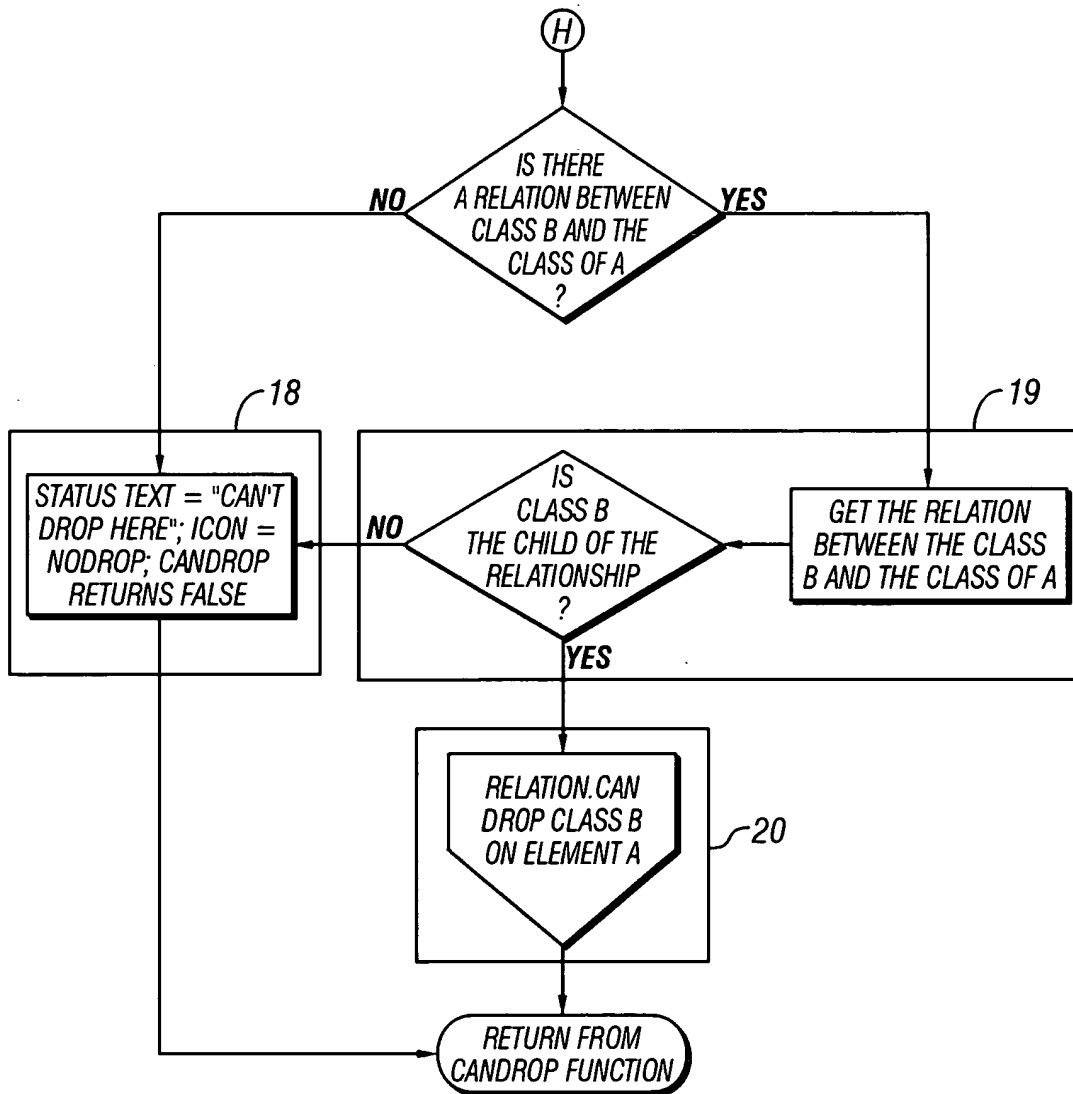 H
IS THERE
A RELATION BETWEEN
CLASS B AND THE
CLASS OF A
?
NO
YES
18
19
STATUS TEXT = "CAN'T
DROP HERE"; ICON =
NODROP; CANDROP
RETURNS FALSE
NO
IS
CLASS B
THE CHILD OF THE
RELATIONSHIP
?
GET THE RELATION
BETWEEN THE CLASS
B AND THE CLASS OF A
YES
RELATION.CAN
DROP CLASS B
ON ELEMENT A
20
RETURN FROM
CANDROP FUNCTION